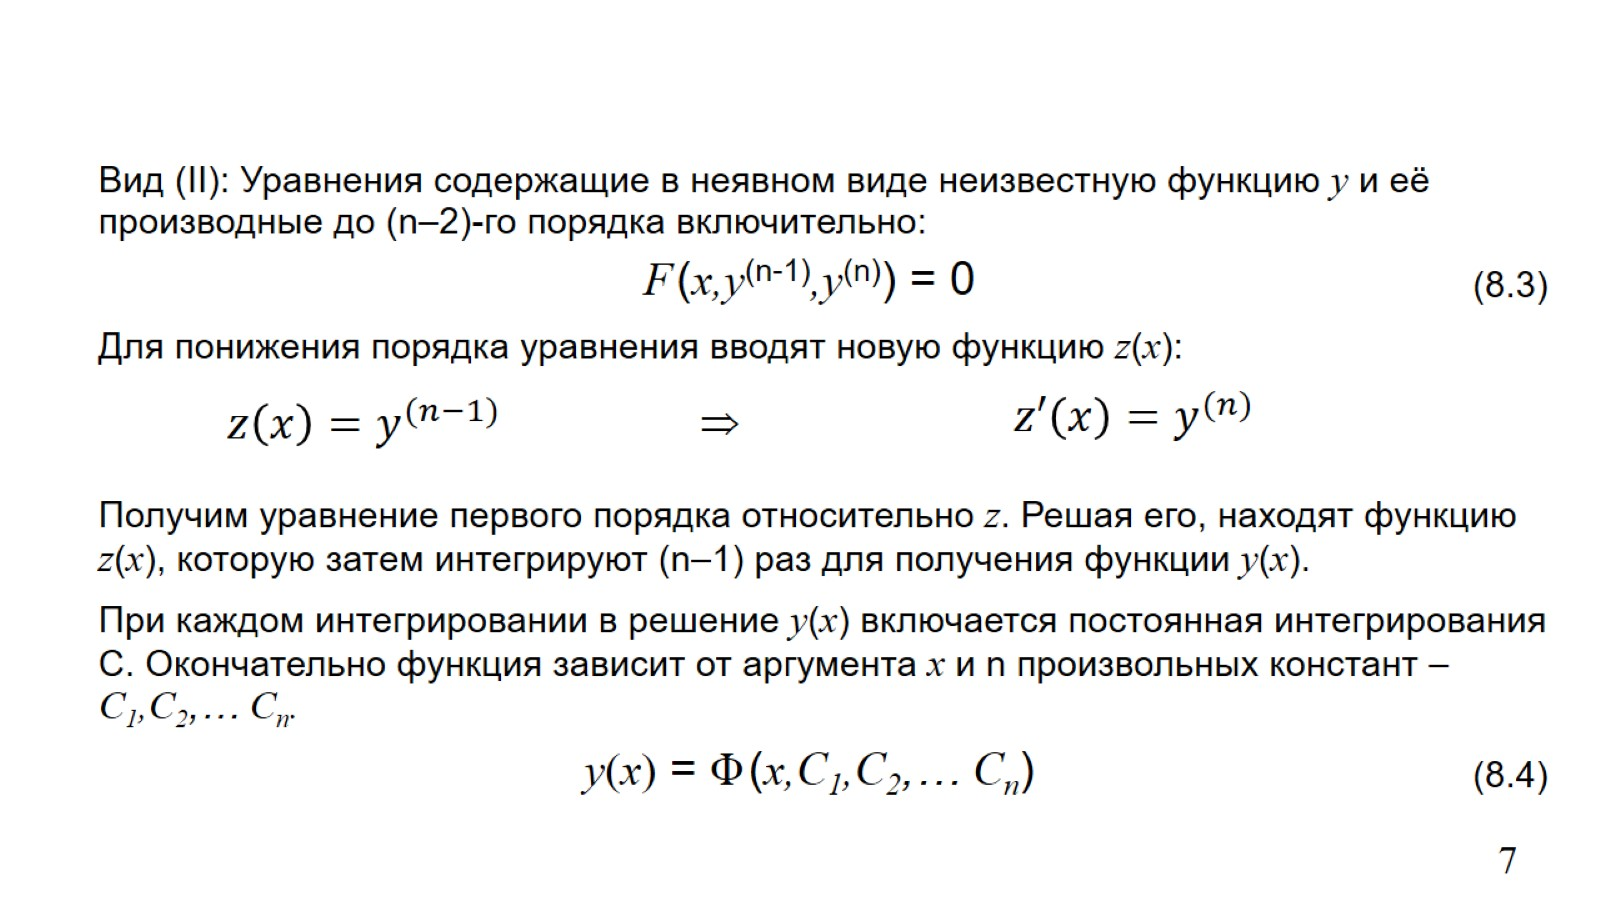 Вид (II): Уравнения содержащие в неявном виде неизвестную функцию y и её
производные до (n–2)-го порядка включительно:
F(x,y⁽ⁿ⁻¹⁾,y⁽ⁿ⁾) = 0 (8.3)
Для понижения порядка уравнения вводят новую функцию z(x):
z(x) = y⁽ⁿ⁻¹⁾ ⇒ z′(x) = y⁽ⁿ⁾
Получим уравнение первого порядка относительно z. Решая его, находят функцию
z(x), которую затем интегрируют (n–1) раз для получения функции y(x).
При каждом интегрировании в решение y(x) включается постоянная интегрирования
С. Окончательно функция зависит от аргумента x и n произвольных констант –
C₁,C₂,… Cₙ.
y(x) = Φ(x,C₁,C₂,… Cₙ) (8.4)
7